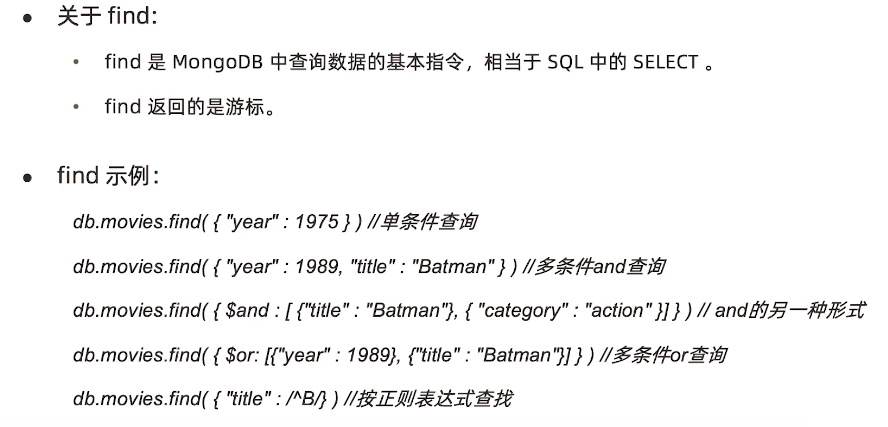 关于 find：
find 是 MongoDB 中查询数据的基本指令，相当于 SQL 中的 SELECT 。
find 返回的是游标。
find 示例：
db.movies.find( { "year" : 1975 } ) //单条件查询
db.movies.find( { "year" : 1989, "title" : "Batman" } ) //多条件and查询
db.movies.find( { $and : [ {"title" : "Batman"}, { "category" : "action" }] } ) // and的另一种形式
db.movies.find( { $or: [{"year" : 1989}, {"title" : "Batman"}] } ) //多条件or查询
db.movies.find( { "title" : /^B/} ) //按正则表达式查找